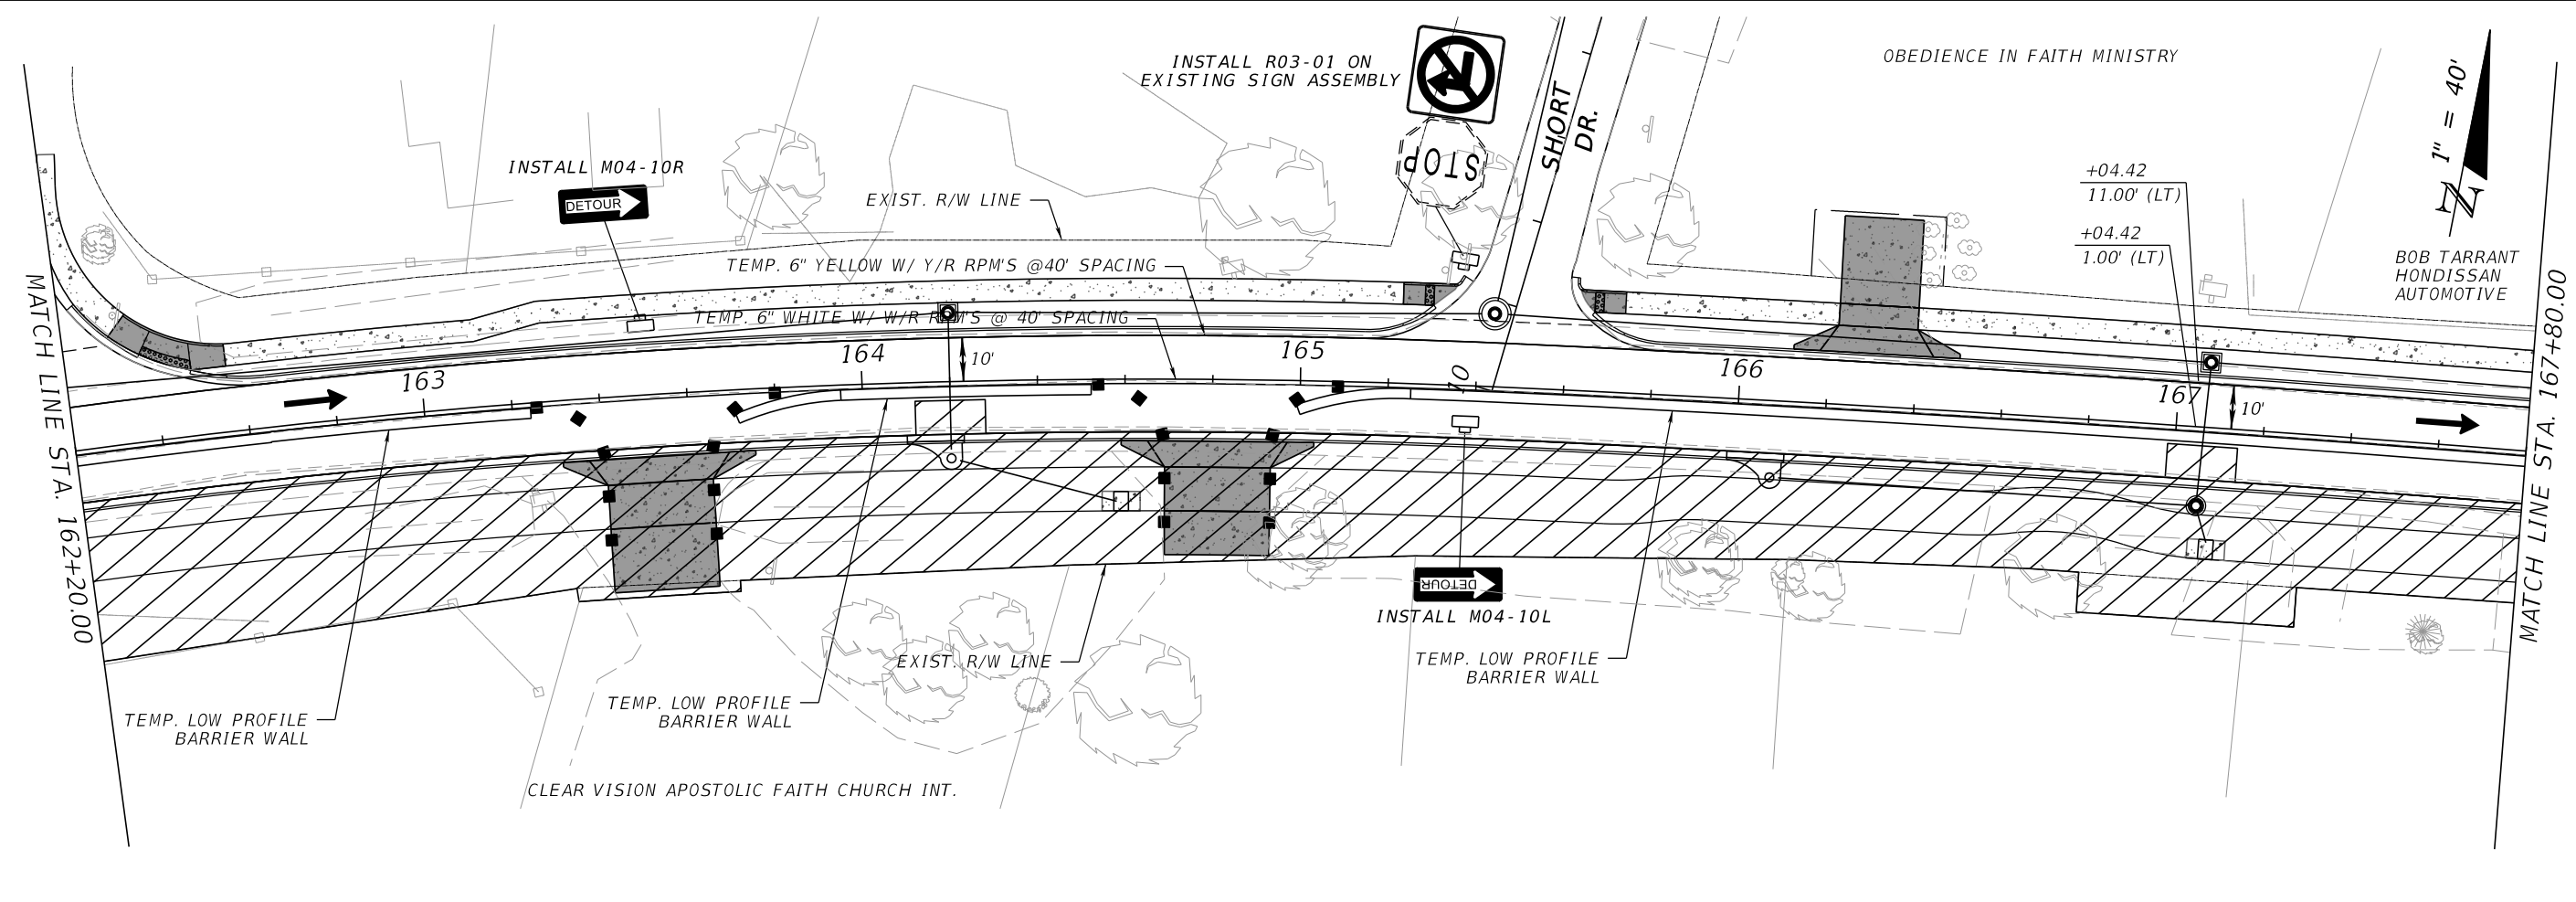 OBEDIENCE IN FAITH MINISTRY
INSTALL R03-01 ON
EXISTING SIGN ASSEMBLY
SHORT
DR.
1" = 40'
N
STOP
INSTALL M04-10R
DETOUR
EXIST. R/W LINE
+04.42
11.00' (LT)
+04.42
1.00' (LT)
BOB TARRANT
HONDISSAN
AUTOMOTIVE
TEMP. 6" YELLOW W/ Y/R RPM'S @40' SPACING
TEMP. 6" WHITE W/ W/R RPM'S @ 40' SPACING
163
164
10'
165
10
166
167
10'
MATCH LINE STA. 162+20.00
MATCH LINE STA. 167+80.00
DETOUR
INSTALL M04-10L
EXIST. R/W LINE
TEMP. LOW PROFILE
BARRIER WALL
TEMP. LOW PROFILE
BARRIER WALL
TEMP. LOW PROFILE
BARRIER WALL
CLEAR VISION APOSTOLIC FAITH CHURCH INT.